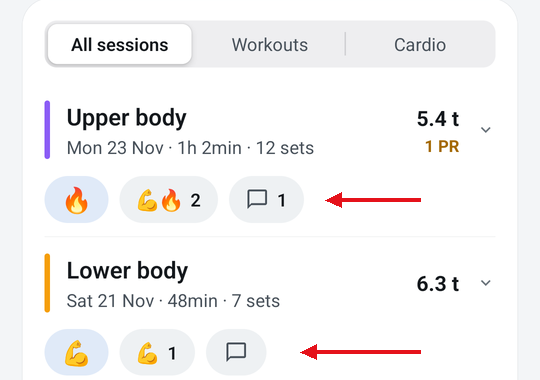 All sessions Workouts Cardio
Upper body 5.4 t
Mon 23 Nov · 1h 2min · 12 sets 1 PR
🔥 💪🔥 2 1
Lower body 6.3 t
Sat 21 Nov · 48min · 7 sets
💪 💪 1